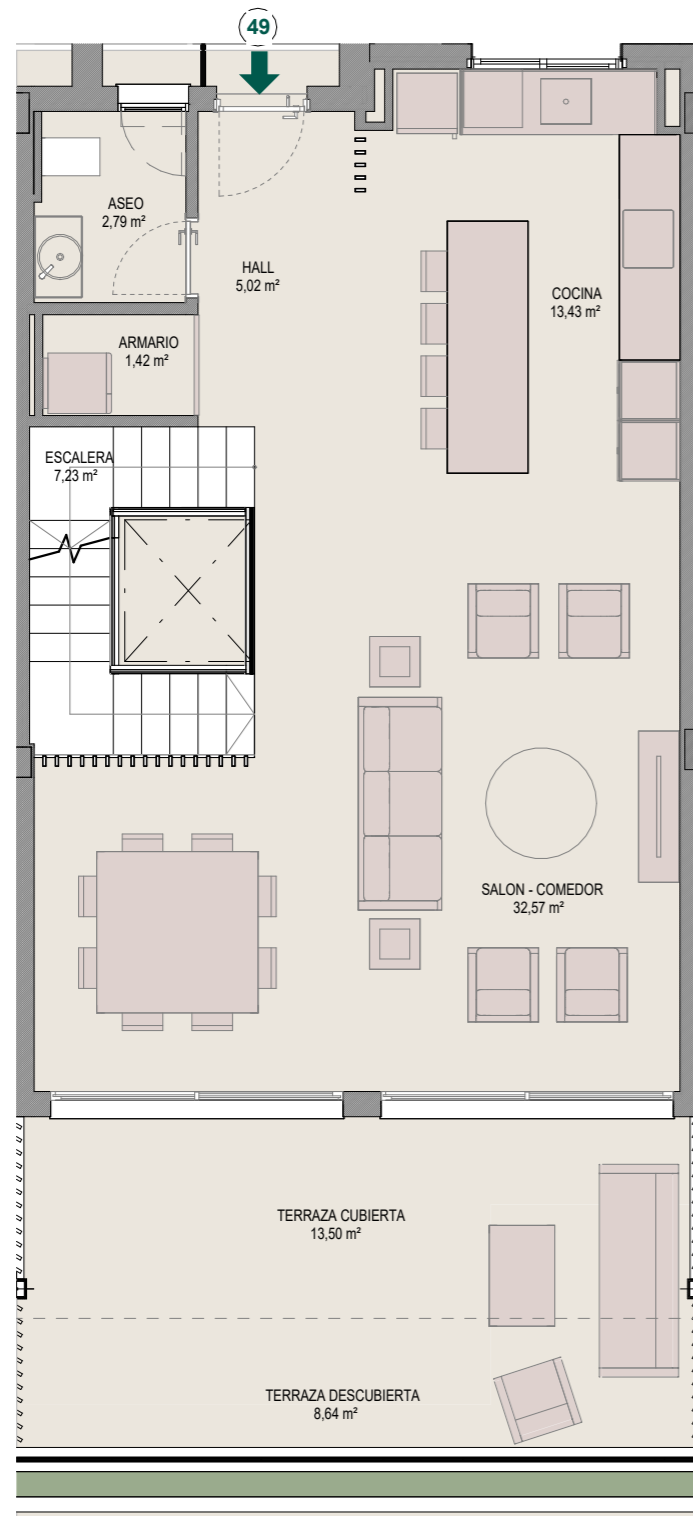 49
ASEO
2,79 m²
HALL
5,02 m²
COCINA
13,43 m²
ARMARIO
1,42 m²
ESCALERA
7,23 m²
SALON - COMEDOR
32,57 m²
TERRAZA CUBIERTA
13,50 m²
TERRAZA DESCUBIERTA
8,64 m²